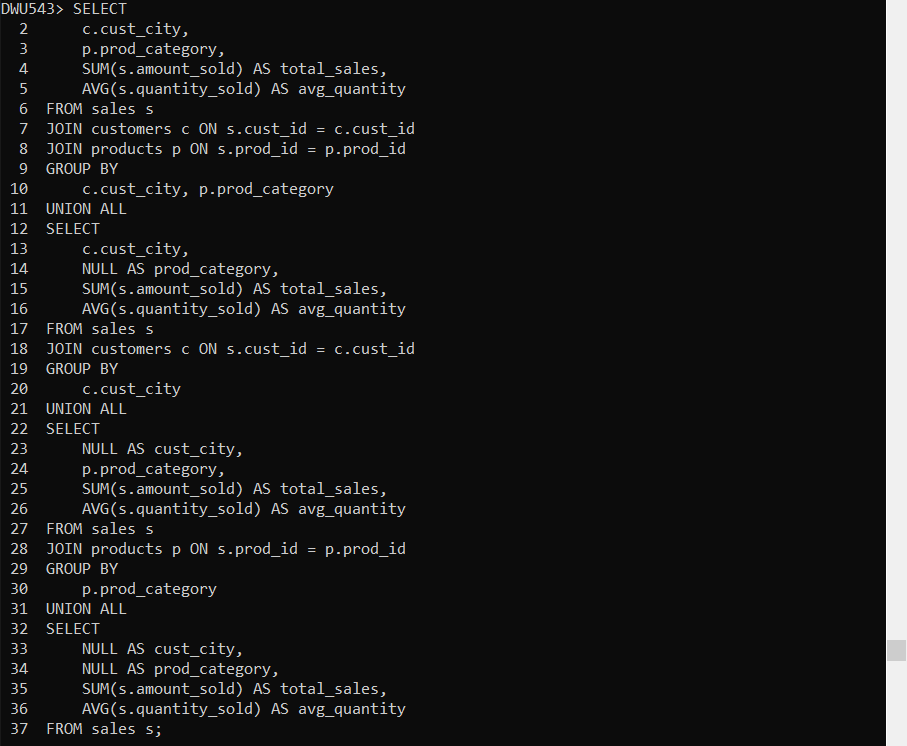 DWU543> SELECT
  2      c.cust_city,
  3      p.prod_category,
  4      SUM(s.amount_sold) AS total_sales,
  5      AVG(s.quantity_sold) AS avg_quantity
  6  FROM sales s
  7  JOIN customers c ON s.cust_id = c.cust_id
  8  JOIN products p ON s.prod_id = p.prod_id
  9  GROUP BY
 10      c.cust_city, p.prod_category
 11  UNION ALL
 12  SELECT
 13      c.cust_city,
 14      NULL AS prod_category,
 15      SUM(s.amount_sold) AS total_sales,
 16      AVG(s.quantity_sold) AS avg_quantity
 17  FROM sales s
 18  JOIN customers c ON s.cust_id = c.cust_id
 19  GROUP BY
 20      c.cust_city
 21  UNION ALL
 22  SELECT
 23      NULL AS cust_city,
 24      p.prod_category,
 25      SUM(s.amount_sold) AS total_sales,
 26      AVG(s.quantity_sold) AS avg_quantity
 27  FROM sales s
 28  JOIN products p ON s.prod_id = p.prod_id
 29  GROUP BY
 30      p.prod_category
 31  UNION ALL
 32  SELECT
 33      NULL AS cust_city,
 34      NULL AS prod_category,
 35      SUM(s.amount_sold) AS total_sales,
 36      AVG(s.quantity_sold) AS avg_quantity
 37  FROM sales s;